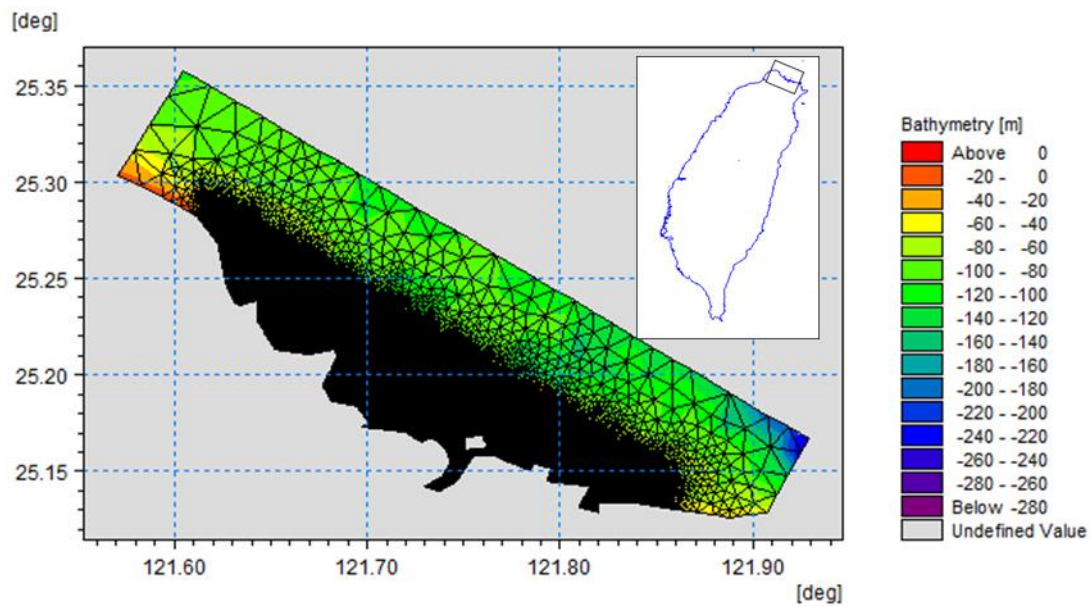 [deg]
25.35
25.30
25.25
25.20
25.15
121.60 121.70 121.80 121.90
[deg]
Bathymetry [m]
Above 0
-20 - 0
-40 - -20
-60 - -40
-80 - -60
-100 - -80
-120 - -100
-140 - -120
-160 - -140
-180 - -160
-200 - -180
-220 - -200
-240 - -220
-260 - -240
-280 - -260
Below -280
Undefined Value